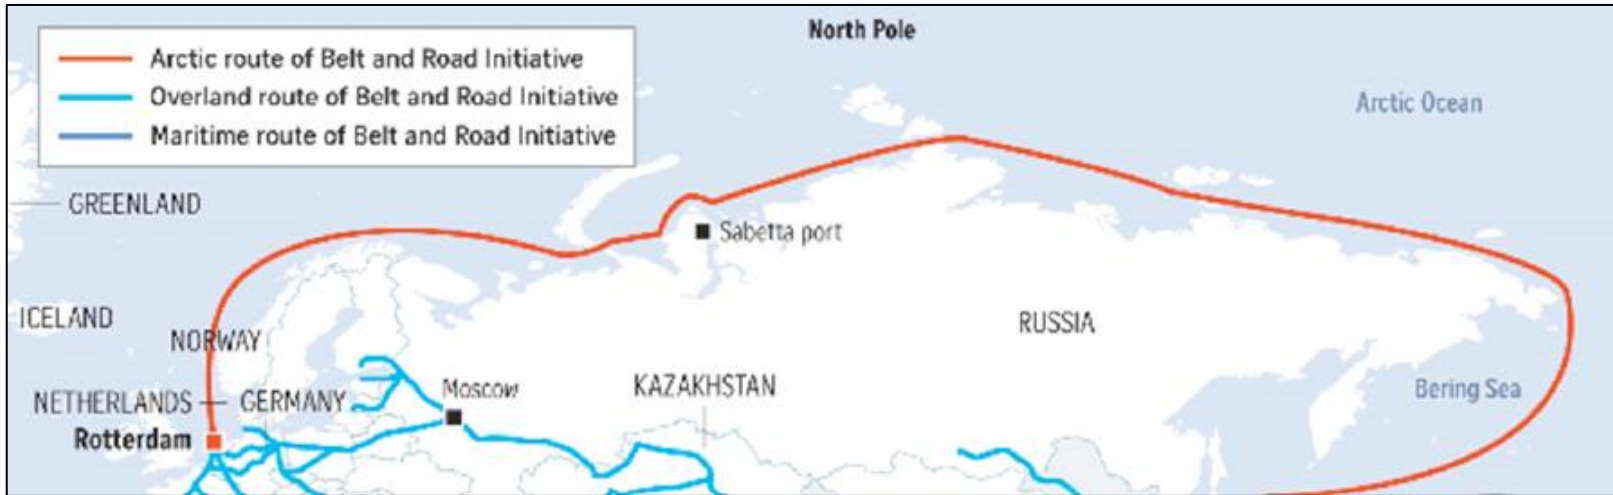 North Pole
Arctic route of Belt and Road Initiative
Overland route of Belt and Road Initiative
Maritime route of Belt and Road Initiative
Arctic Ocean
GREENLAND
Sabetta port
ICELAND
RUSSIA
NORWAY
KAZAKHSTAN
Moscow
Bering Sea
NETHERLANDS
GERMANY
Rotterdam